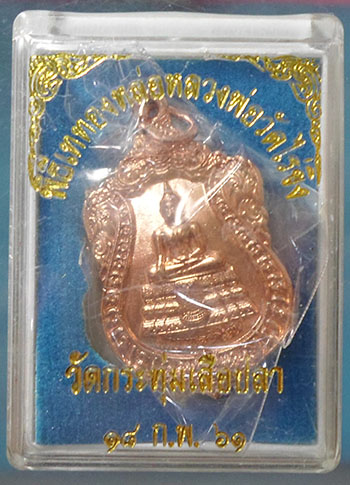 พิธีเททองหล่อหลวงพ่อวัดไร่ขิง
วัดกระทุ่มเสือปลา
๑๘ ก.พ. ๖๑